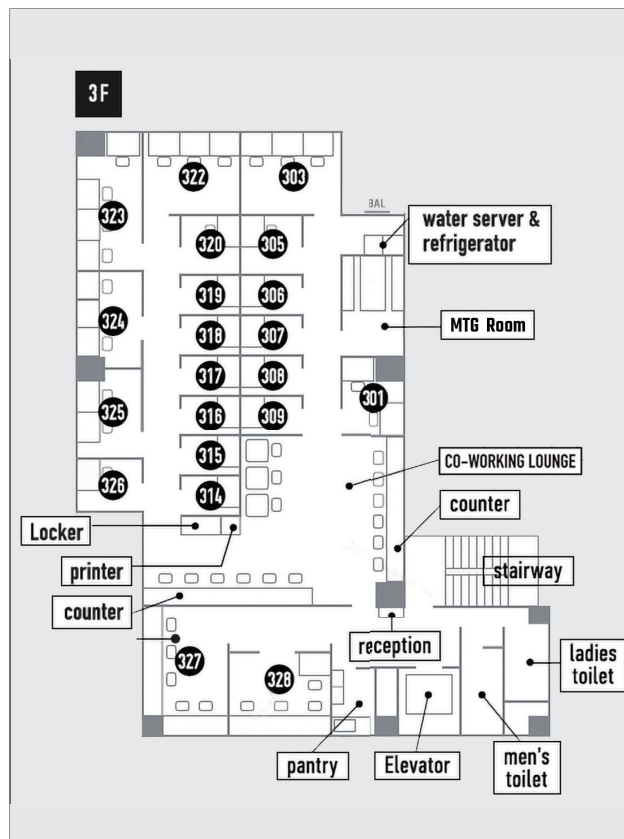 3F
322
303
323
BAL
water server &
refrigerator
320
305
319
306
324
318
307
MTG Room
317
308
301
325
316
309
315
CO-WORKING LOUNGE
326
314
counter
Locker
printer
stairway
counter
reception
327
328
ladies
toilet
pantry
Elevator
men's
toilet